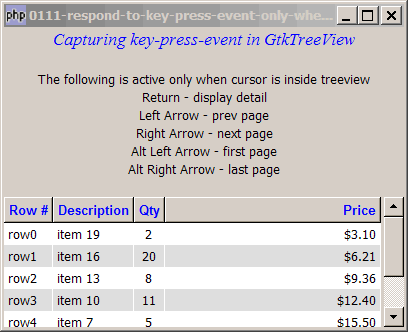 php 0111-respond-to-key-press-event-only-whe...
Capturing key-press-event in GtkTreeView
The following is active only when cursor is inside treeview
Return - display detail
Left Arrow - prev page
Right Arrow - next page
Alt Left Arrow - first page
Alt Right Arrow - last page
Row # Description Qty Price
row0 item 19 2 $3.10
row1 item 16 20 $6.21
row2 item 13 8 $9.36
row3 item 10 11 $12.40
row4 item 7 5 $15.50